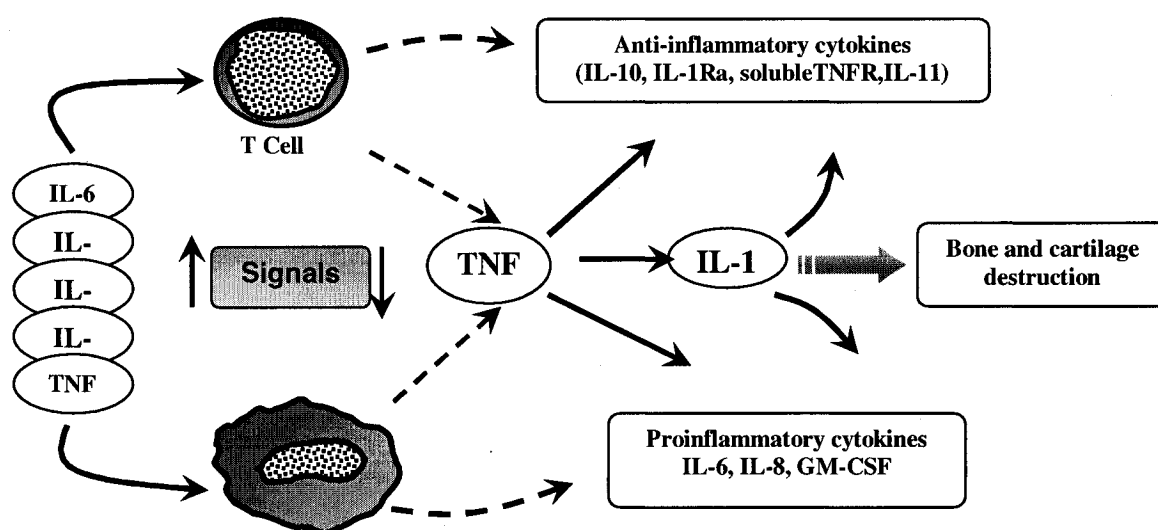 Anti-inflammatory cytokines
(IL-10, IL-1Ra, solubleTNFR,IL-11)
T Cell
IL-6
IL-
IL-
IL-
TNF
Signals
TNF
IL-1
Bone and cartilage
destruction
Proinflammatory cytokines
IL-6, IL-8, GM-CSF